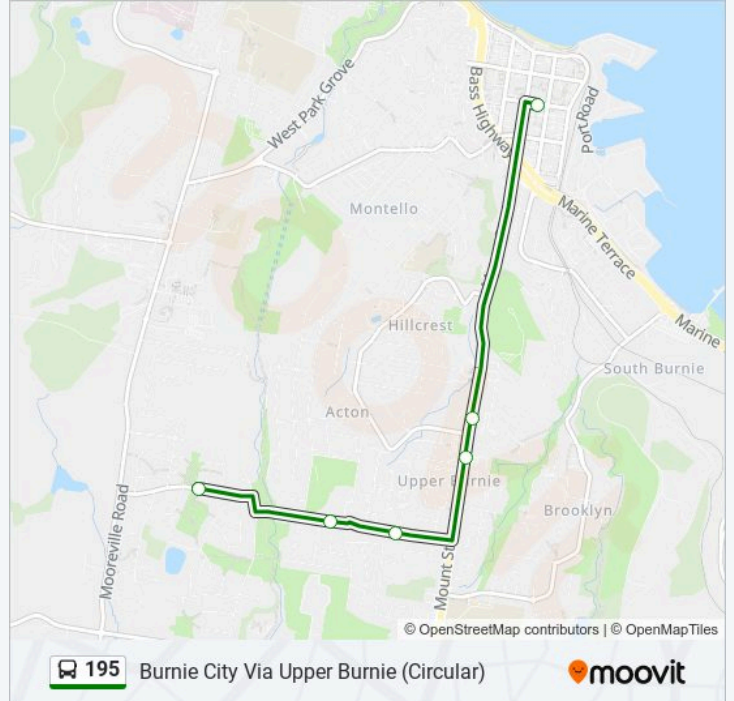 West Park Grove
Bass Highway
Port Road
Montello
Marine Terrace
Hillcrest
Marine
South Burnie
Acton
Upper Burnie
Mooreville Road
Brooklyn
Mount St
© OpenStreetMap contributors | © OpenMapTiles
195 Burnie City Via Upper Burnie (Circular)
moovit